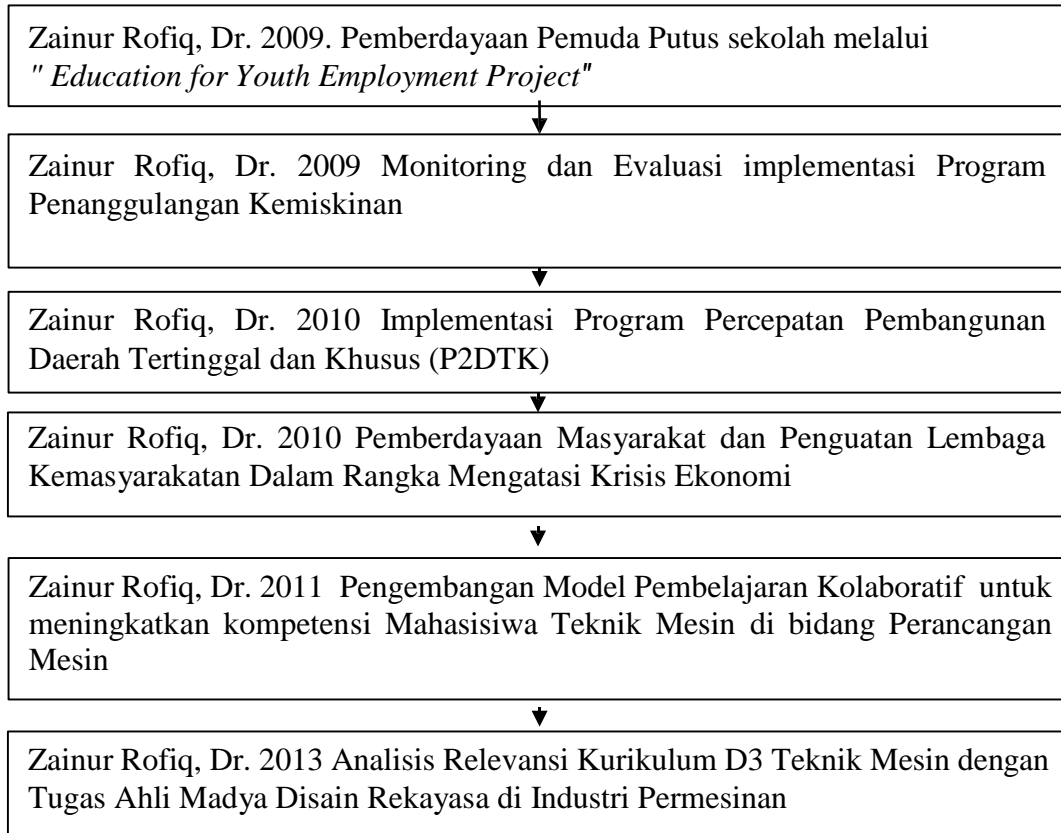 Zainur Rofiq, Dr. 2009. Pemberdayaan Pemuda Putus sekolah melalui
" Education for Youth Employment Project"
Zainur Rofiq, Dr. 2009 Monitoring dan Evaluasi implementasi Program
Penanggulangan Kemiskinan
Zainur Rofiq, Dr. 2010 Implementasi Program Percepatan Pembangunan
Daerah Tertinggal dan Khusus (P2DTK)
Zainur Rofiq, Dr. 2010 Pemberdayaan Masyarakat dan Penguatan Lembaga
Kemasyarakatan Dalam Rangka Mengatasi Krisis Ekonomi
Zainur Rofiq, Dr. 2011 Pengembangan Model Pembelajaran Kolaboratif untuk
meningkatkan kompetensi Mahasisiwa Teknik Mesin di bidang Perancangan
Mesin
Zainur Rofiq, Dr. 2013 Analisis Relevansi Kurikulum D3 Teknik Mesin dengan
Tugas Ahli Madya Disain Rekayasa di Industri Permesinan